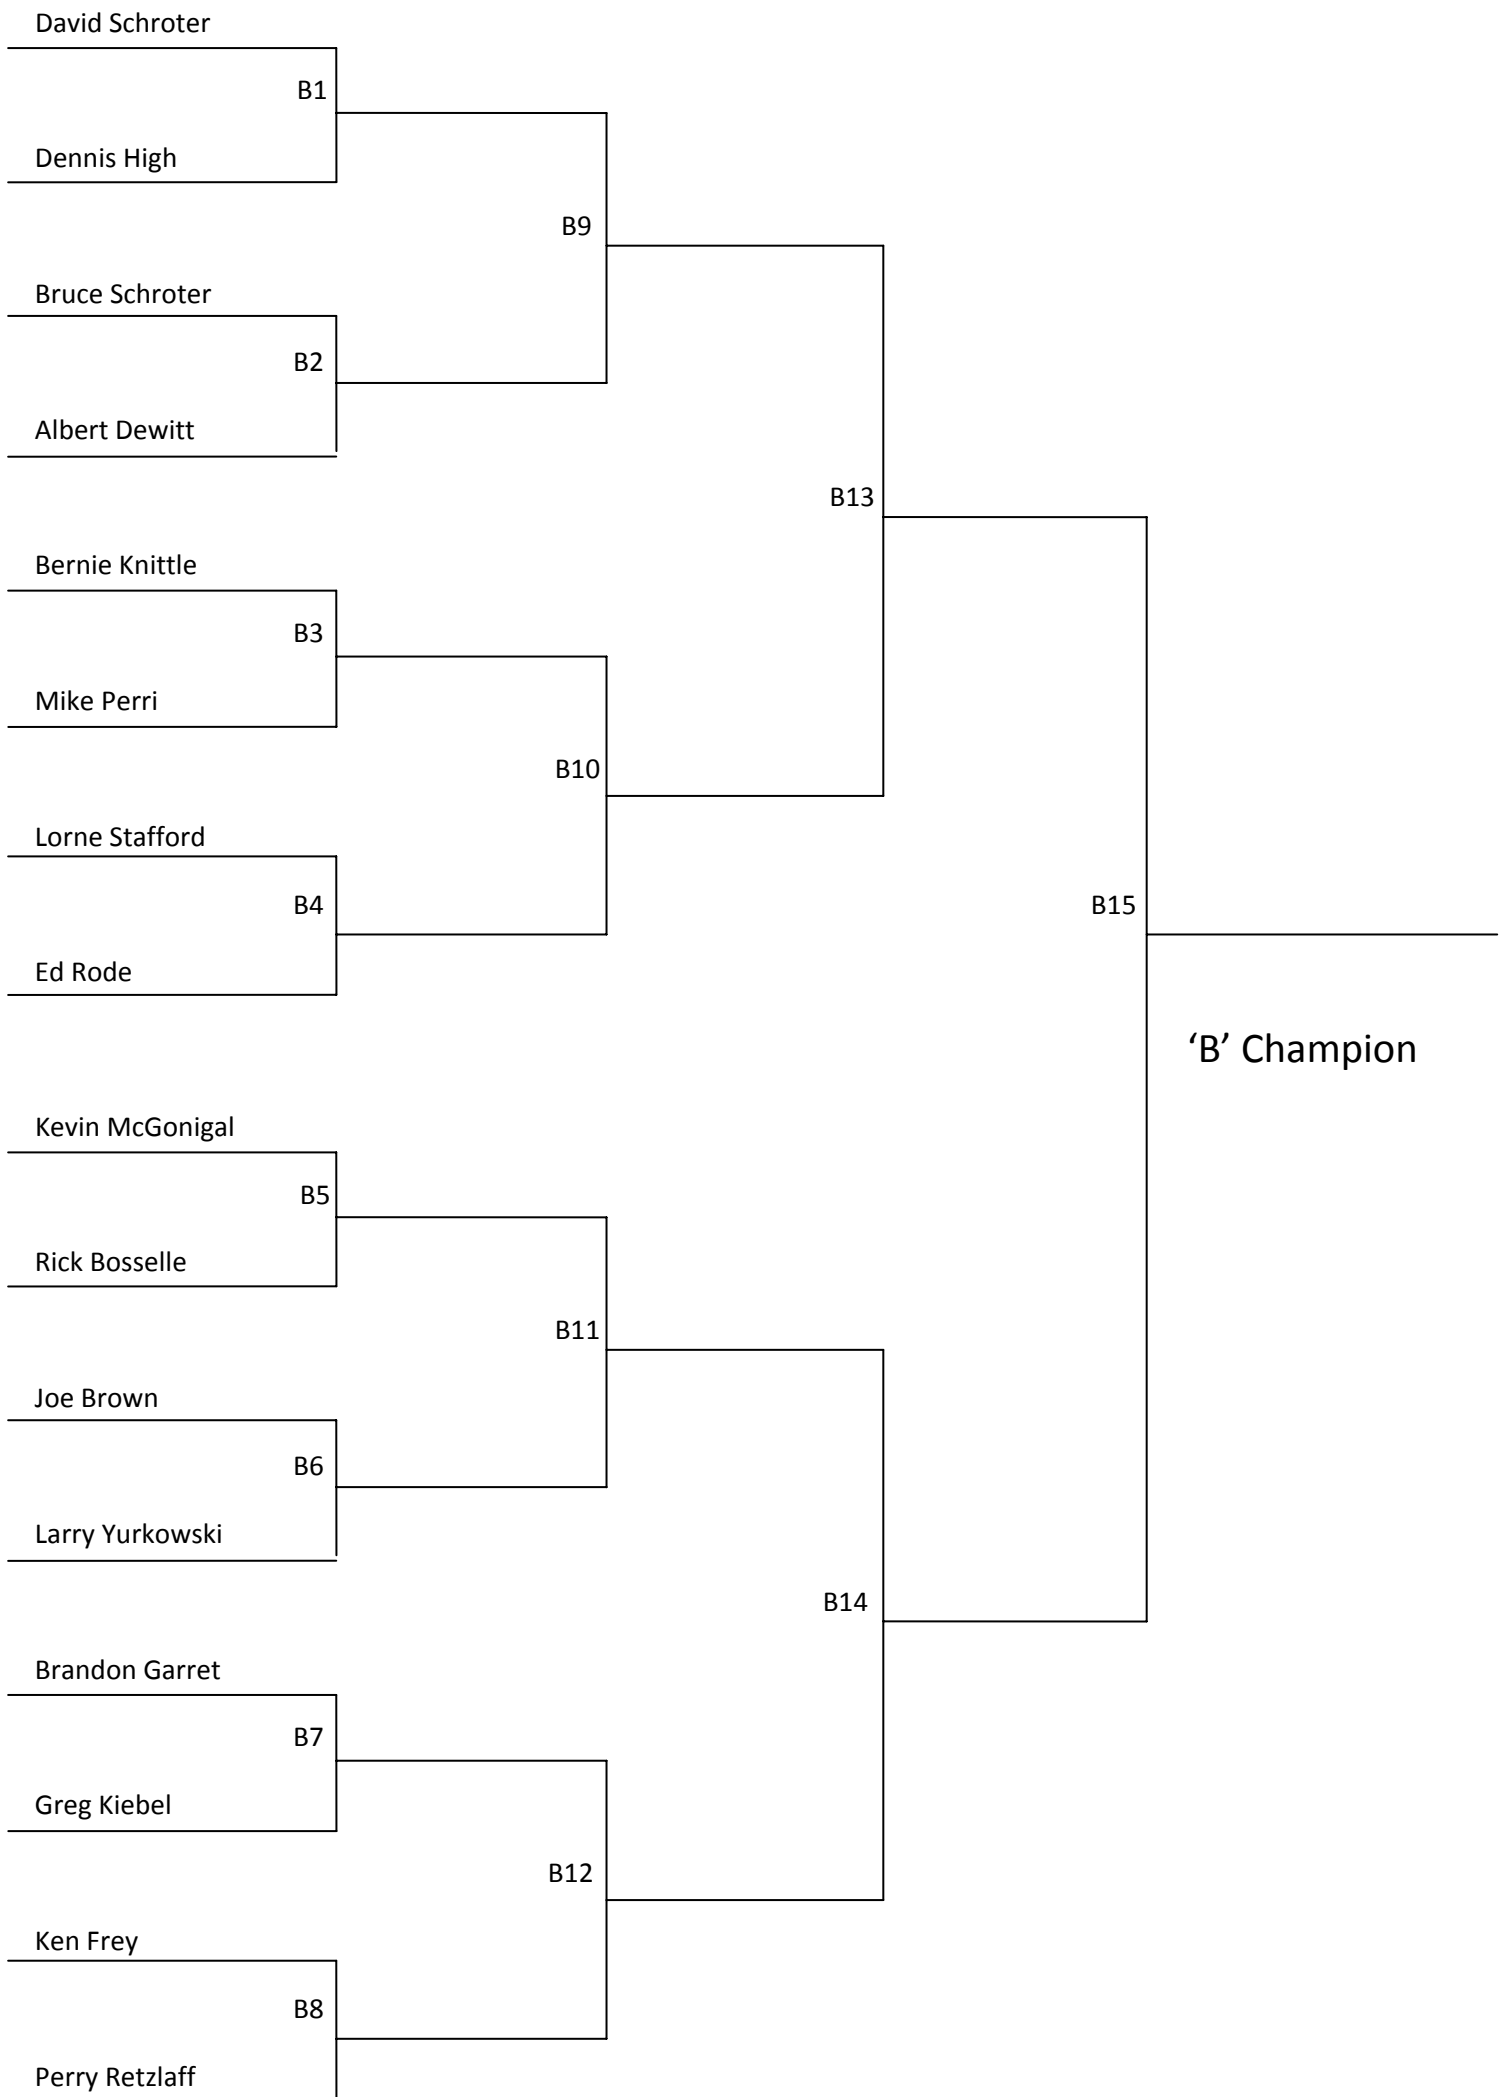 David Schroter
B1
Dennis High
B9
Bruce Schroter
B2
Albert Dewitt
B13
Bernie Knittle
B3
Mike Perri
B10
Lorne Stafford
B4
B15
Ed Rode
‘B’ Champion
Kevin McGonigal
B5
Rick Bosselle
B11
Joe Brown
B6
Larry Yurkowski
B14
Brandon Garret
B7
Greg Kiebel
B12
Ken Frey
B8
Perry Retzlaff